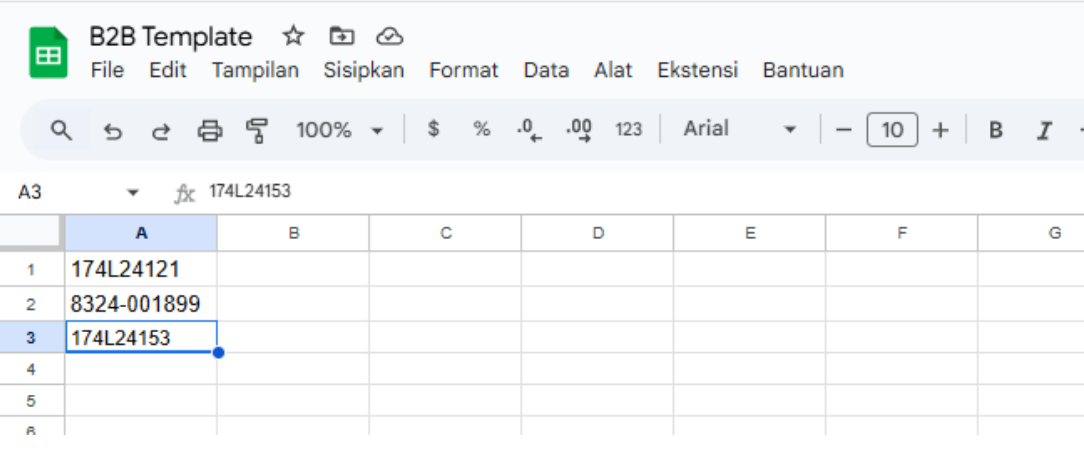 B2B Template
File Edit Tampilan Sisipkan Format Data Alat Ekstensi Bantuan
100% $ % .0 .00 123 Arial 10 B I
A3 fx 174L24153
A B C D E F G
1 174L24121
2 8324-001899
3 174L24153
4
5
6